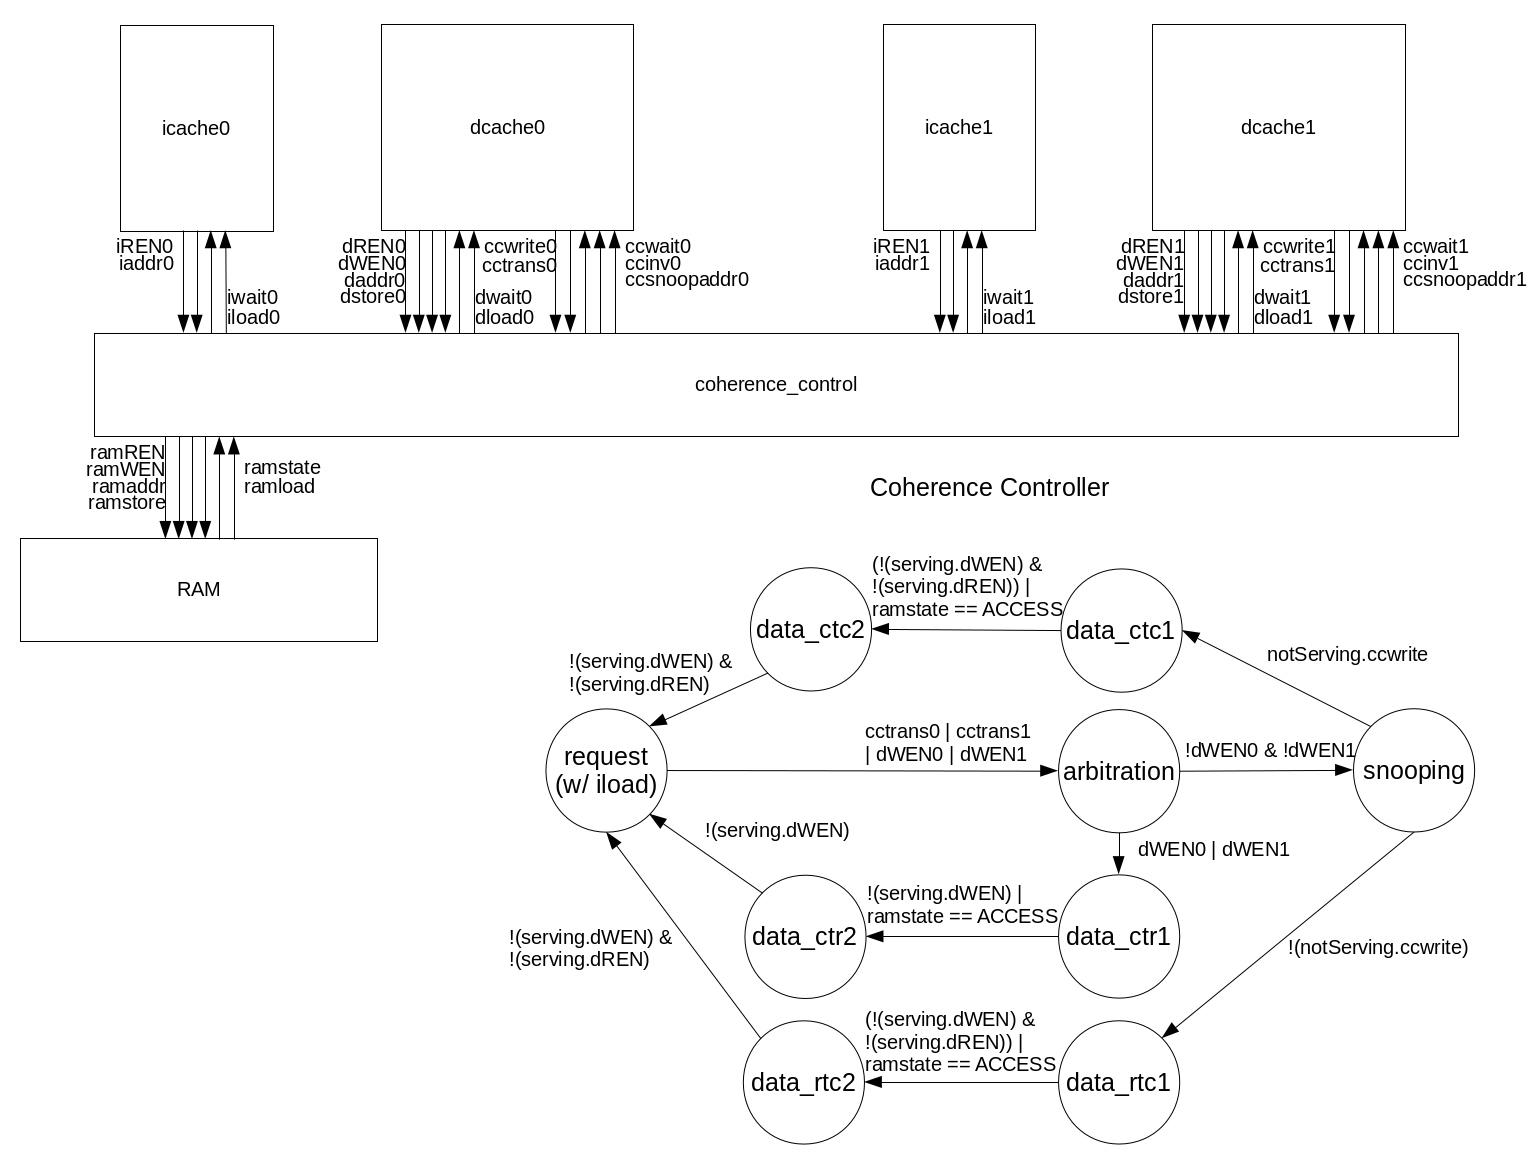 icache0
dcache0
icache1
dcache1
iREN0
iaddr0
iwait0
iload0
dREN0
dWEN0
daddr0
dstore0
dwait0
dload0
ccwrite0
cctrans0
ccwait0
ccinv0
ccsnoopaddr0
iREN1
iaddr1
iwait1
iload1
dREN1
dWEN1
daddr1
dstore1
dwait1
dload1
ccwrite1
cctrans1
ccwait1
ccinv1
ccsnoopaddr1
coherence_control
ramREN
ramWEN
ramaddr
ramstore
ramstate
ramload
RAM
Coherence Controller
data_ctc2
(!(serving.dWEN) &
!(serving.dREN)) |
ramstate == ACCESS
data_ctc1
notServing.ccwrite
!(serving.dWEN) &
!(serving.dREN)
request
(w/ iload)
cctrans0 | cctrans1
| dWEN0 | dWEN1
arbitration
!dWEN0 & !dWEN1
snooping
!(serving.dWEN)
dWEN0 | dWEN1
data_ctr2
!(serving.dWEN) |
ramstate == ACCESS
data_ctr1
!(notServing.ccwrite)
!(serving.dWEN) &
!(serving.dREN)
data_rtc2
(!(serving.dWEN) &
!(serving.dREN)) |
ramstate == ACCESS
data_rtc1